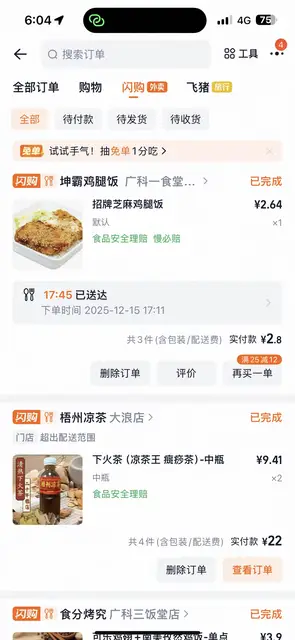 6:04
4G 75
搜索订单
工具
4
全部订单 购物 闪购 外卖 飞猪 旅行
全部 待付款 待发货 待收货
免单 试试手气！抽免单1分吃 >
闪购 坤霸鸡腿饭 广科一食堂... > 已完成
招牌芝麻鸡腿饭 ¥2.64
默认 ×1
食品安全理赔 慢必赔
17:45 已送达
下单时间 2025-12-15 17:11
共3件(含包装/配送费) 实付款 ¥2.8
满25减12
删除订单 评价 再买一单
闪购 梧州凉茶 大浪店 > 已完成
门店 超出配送范围
下火茶 (凉茶王 癍痧茶)-中瓶 ¥9.41
中瓶 ×2
食品安全理赔
清热下火茶
共4件(含包装/配送费) 实付款 ¥22
删除订单 查看订单
闪购 食分烤究 广科三饭堂店 > 已完成
¥3.9